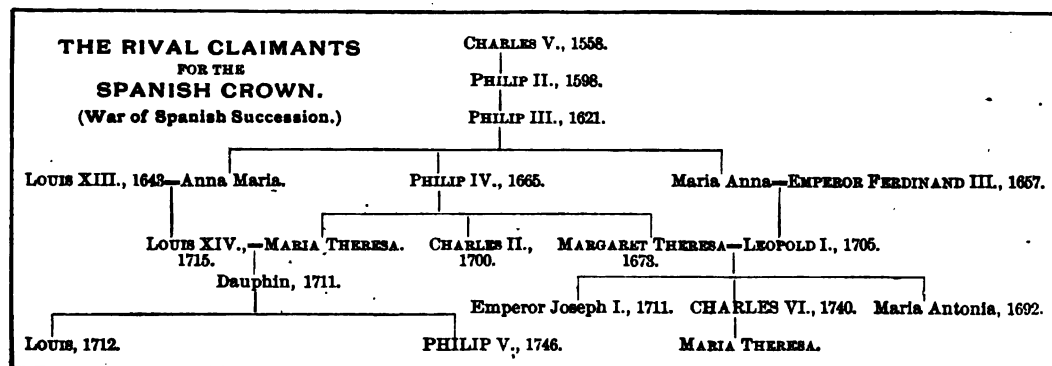 THE RIVAL CLAIMANTS
FOR THE
SPANISH CROWN.
(War of Spanish Succession.)
CHARLES V., 1558.
PHILIP II., 1598.
PHILIP III., 1621.
LOUIS XIII., 1643=Anna Maria. PHILIP IV., 1665. Maria Anna=EMPEROR FERDINAND III., 1657.
LOUIS XIV.,=MARIA THERESA. CHARLES II., MARGARET THERESA=LEOPOLD I., 1705.
1715. 1700. 1673.
Dauphin, 1711.
Emperor Joseph I., 1711. CHARLES VI., 1740. Maria Antonia, 1692.
LOUIS, 1712. PHILIP V., 1746. MARIA THERESA.